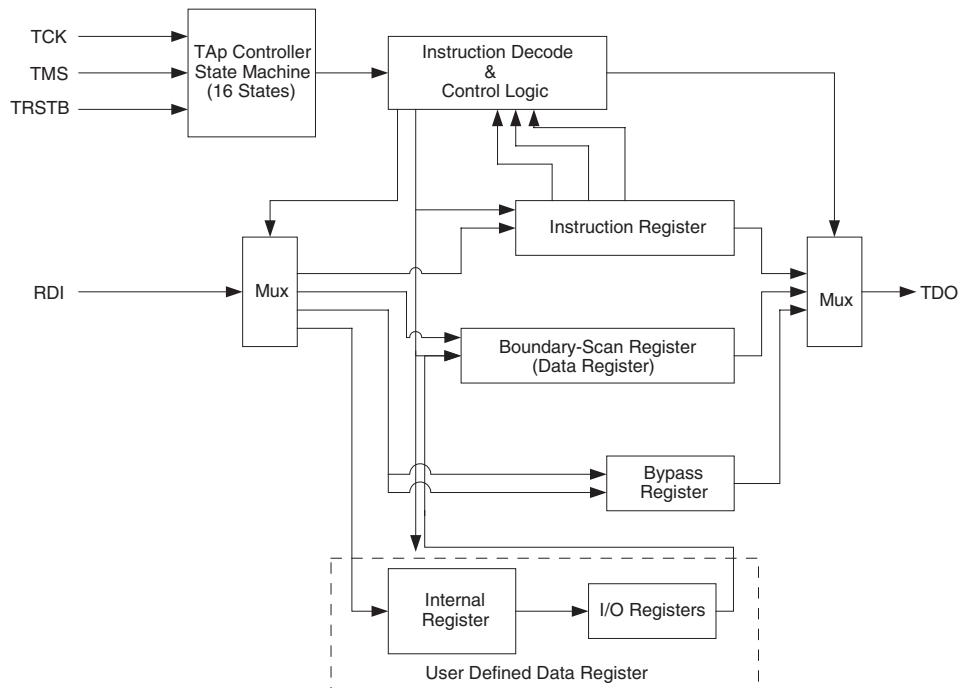 TCK
TMS
TRSTB
TAp Controller
State Machine
(16 States)
Instruction Decode
&
Control Logic
Instruction Register
RDI
Mux
Mux
TDO
Boundary-Scan Register
(Data Register)
Bypass
Register
Internal
Register
I/O Registers
User Defined Data Register